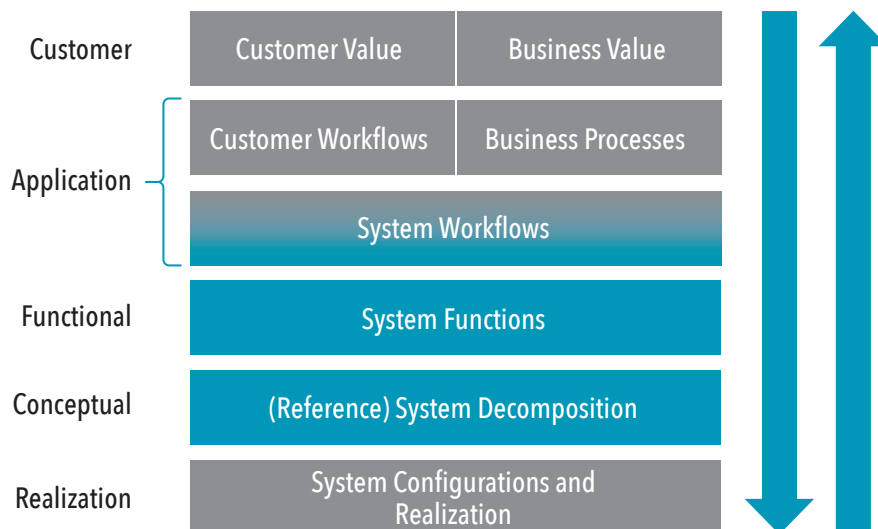 Customer
Customer Value
Business Value
Application
Customer Workflows
Business Processes
System Workflows
Functional
System Functions
Conceptual
(Reference) System Decomposition
Realization
System Configurations and
Realization